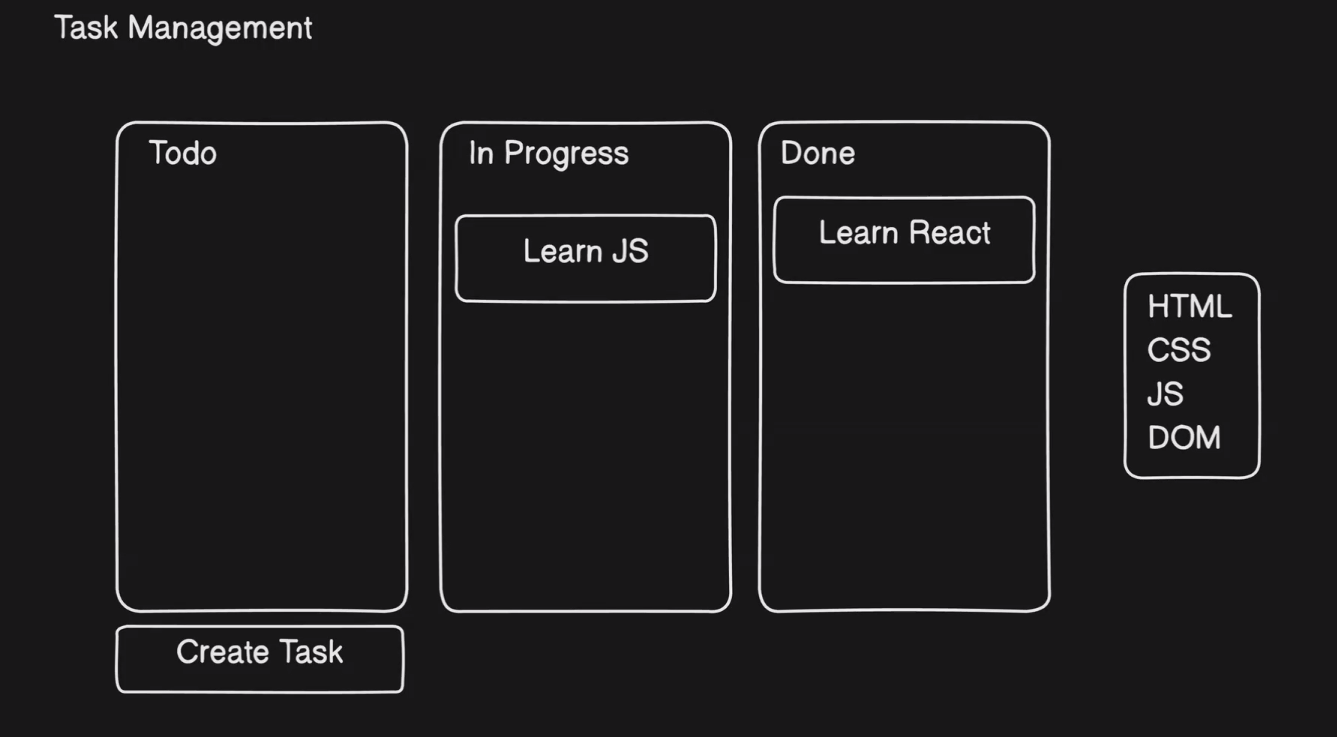 Task Management
Todo
In Progress
Done
Learn JS
Learn React
HTML
CSS
JS
DOM
Create Task